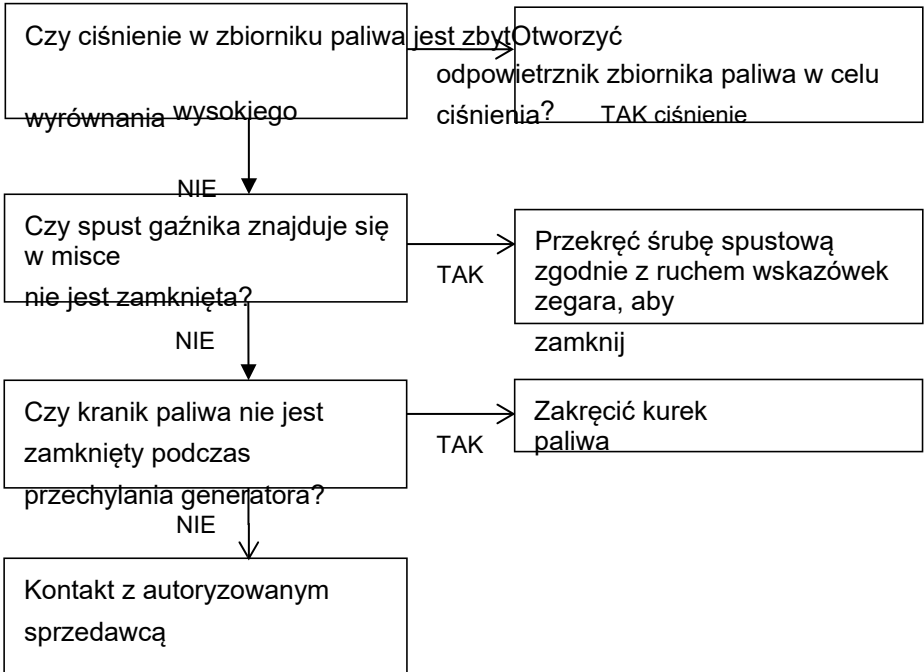 Czy ciśnienie w zbiorniku paliwa jest zbytOtworzyć
odpowietrznik zbiornika paliwa w celu
wyrównania wysokiego ciśnienia? TAK ciśnienie
NIE
Czy spust gaźnika znajduje się
w misce
nie jest zamknięta?
TAK
Przekręć śrubę spustową
zgodnie z ruchem wskazówek
zegara, aby
zamknij
NIE
Czy kranik paliwa nie jest
zamknięty podczas
przechylania generatora?
TAK
Zakręcić kurek
paliwa
NIE
Kontakt z autoryzowanym
sprzedawcą